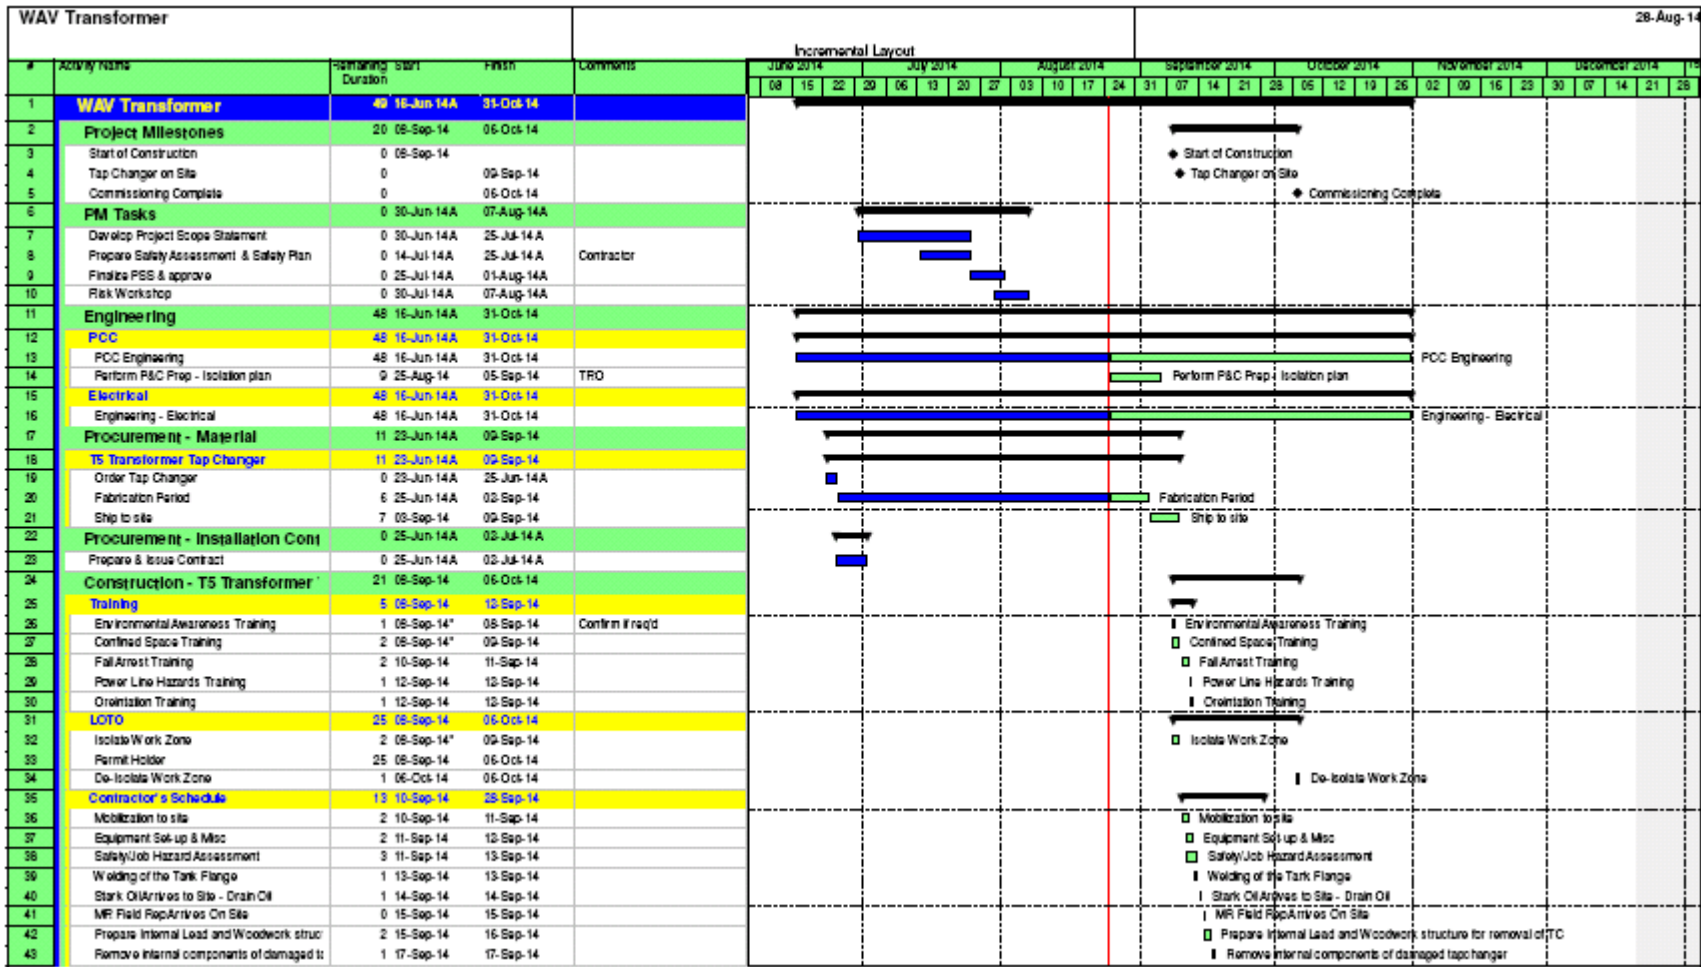 WAV Transformer 28-Aug-14
Incremental Layout
# Activity Name Remaining Duration Start Finish Comments
June 2014 July 2014 August 2014 September 2014 October 2014 November 2014 December 2014
08 15 22 29 06 13 20 27 03 10 17 24 31 07 14 21 28 05 12 19 26 02 09 16 23 30 07 14 21 28
1 WAV Transformer 49 16-Jun-14A 31-Oct-14
2 Project Milestones 20 08-Sep-14 06-Oct-14
3 Start of Construction 0 08-Sep-14 Start of Construction
4 Tap Changer on Site 0 09-Sep-14 Tap Changer on Site
5 Commissioning Complete 0 06-Oct-14 Commissioning Complete
6 PM Tasks 0 30-Jun-14A 07-Aug-14A
7 Develop Project Scope Statement 0 30-Jun-14A 25-Jul-14A
8 Prepare Safety Assessment & Safety Plan 0 14-Jul-14A 25-Jul-14A Contractor
9 Finalize PSS & approve 0 25-Jul-14A 01-Aug-14A
10 Risk Workshop 0 30-Jul-14A 07-Aug-14A
11 Engineering 48 16-Jun-14A 31-Oct-14
12 PCC 48 16-Jun-14A 31-Oct-14
13 PCC Engineering 48 16-Jun-14A 31-Oct-14 PCC Engineering
14 Perform P&C Prep - Isolation plan 9 25-Aug-14 05-Sep-14 TRO Perform P&C Prep - Isolation plan
15 Electrical 48 16-Jun-14A 31-Oct-14
16 Engineering - Electrical 48 16-Jun-14A 31-Oct-14 Engineering - Electrical
17 Procurement - Material 11 23-Jun-14A 09-Sep-14
18 T5 Transformer Tap Changer 11 23-Jun-14A 09-Sep-14
19 Order Tap Changer 0 23-Jun-14A 25-Jun-14A
20 Fabrication Period 6 25-Jun-14A 02-Sep-14 Fabrication Period
21 Ship to site 7 03-Sep-14 09-Sep-14 Ship to site
22 Procurement - Installation Cont 0 25-Jun-14A 02-Jul-14A
23 Prepare & Issue Contract 0 25-Jun-14A 02-Jul-14A
24 Construction - T5 Transformer 21 08-Sep-14 06-Oct-14
25 Training 5 08-Sep-14 12-Sep-14
26 Environmental Awareness Training 1 08-Sep-14* 08-Sep-14 Confirm if req'd Environmental Awareness Training
27 Confined Space Training 2 08-Sep-14* 09-Sep-14 Confined Space Training
28 Fall Arrest Training 2 10-Sep-14 11-Sep-14 Fall Arrest Training
29 Power Line Hazards Training 1 12-Sep-14 12-Sep-14 Power Line Hazards Training
30 Oreintation Training 1 12-Sep-14 12-Sep-14 Oreintation Training
31 LOTO 25 08-Sep-14 06-Oct-14
32 Isolate Work Zone 2 08-Sep-14* 09-Sep-14 Isolate Work Zone
33 Permit Holder 25 08-Sep-14 06-Oct-14
34 De-Isolate Work Zone 1 06-Oct-14 06-Oct-14 De-Isolate Work Zone
35 Contractor's Schedule 13 10-Sep-14 28-Sep-14
36 Mobilization to site 2 10-Sep-14 11-Sep-14 Mobilization to site
37 Equipment Set-up & Misc 2 11-Sep-14 12-Sep-14 Equipment Set-up & Misc
38 Safety/Job Hazard Assessment 3 11-Sep-14 13-Sep-14 Safety/Job Hazard Assessment
39 Welding of the Tank Flange 1 13-Sep-14 13-Sep-14 Welding of the Tank Flange
40 Stark Oil Arrives to Site - Drain Oil 1 14-Sep-14 14-Sep-14 Stark Oil Arrives to Site - Drain Oil
41 MR Field Rep Arrives On Site 0 15-Sep-14 15-Sep-14 MR Field Rep Arrives On Site
42 Prepare Internal Lead and Woodwork struc 2 15-Sep-14 16-Sep-14 Prepare Internal Lead and Woodwork structure for removal of TC
43 Remove internal components of damaged ta 1 17-Sep-14 17-Sep-14 Remove internal components of damaged tapchanger